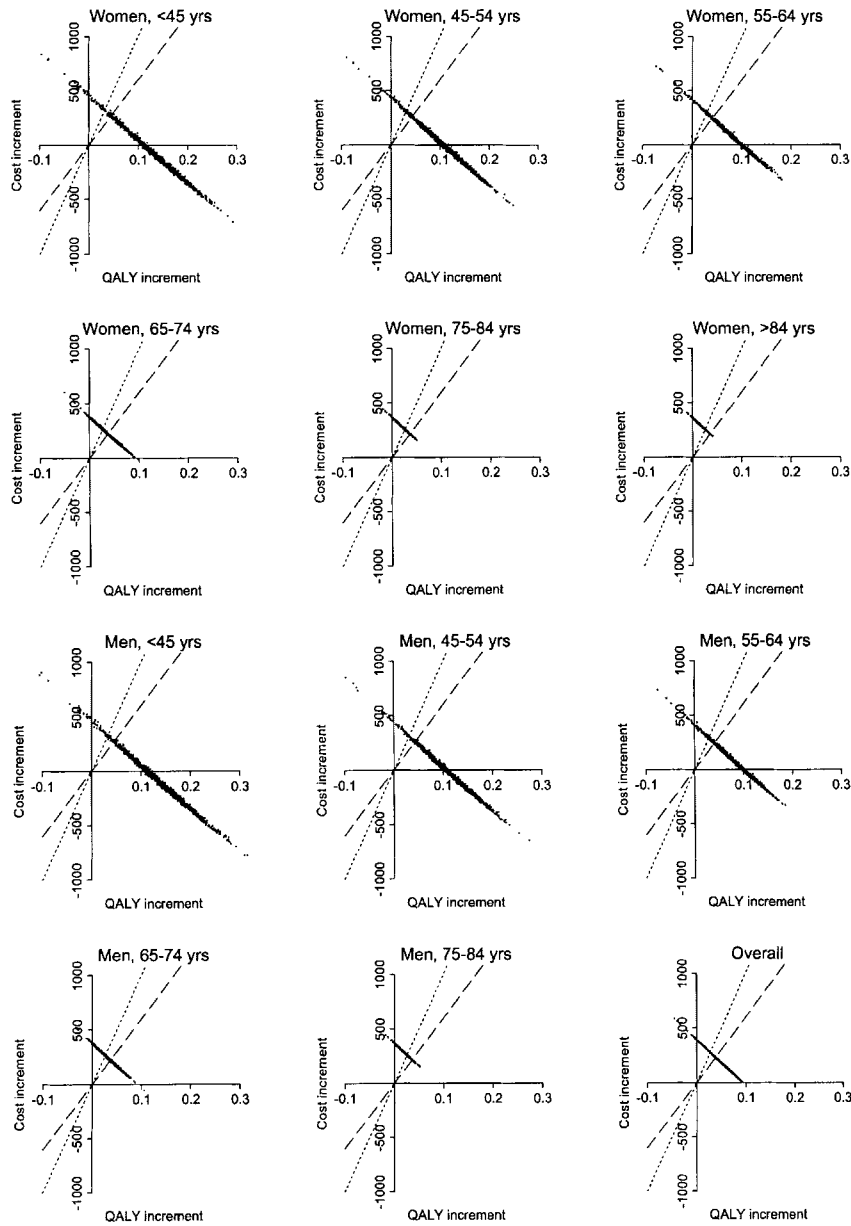 Women, <45 yrs
Women, 45-54 yrs
Women, 55-64 yrs
Cost increment
-1000 -500 500 1000
-0.1 0 0.1 0.2 0.3
QALY increment
Cost increment
-1000 -500 500 1000
-0.1 0 0.1 0.2 0.3
QALY increment
Cost increment
-1000 -500 500 1000
-0.1 0 0.1 0.2 0.3
QALY increment
Women, 65-74 yrs
Women, 75-84 yrs
Women, >84 yrs
Cost increment
-1000 -500 500 1000
-0.1 0 0.1 0.2 0.3
QALY increment
Cost increment
-1000 -500 500 1000
-0.1 0 0.1 0.2 0.3
QALY increment
Cost increment
-1000 -500 500 1000
-0.1 0 0.1 0.2 0.3
QALY increment
Men, <45 yrs
Men, 45-54 yrs
Men, 55-64 yrs
Cost increment
-1000 -500 500 1000
-0.1 0 0.1 0.2 0.3
QALY increment
Cost increment
-1000 -500 500 1000
-0.1 0 0.1 0.2 0.3
QALY increment
Cost increment
-1000 -500 500 1000
-0.1 0 0.1 0.2 0.3
QALY increment
Men, 65-74 yrs
Men, 75-84 yrs
Overall
Cost increment
-1000 -500 500 1000
-0.1 0 0.1 0.2 0.3
QALY increment
Cost increment
-1000 -500 500 1000
-0.1 0 0.1 0.2 0.3
QALY increment
Cost increment
-1000 -500 500 1000
-0.1 0 0.1 0.2 0.3
QALY increment